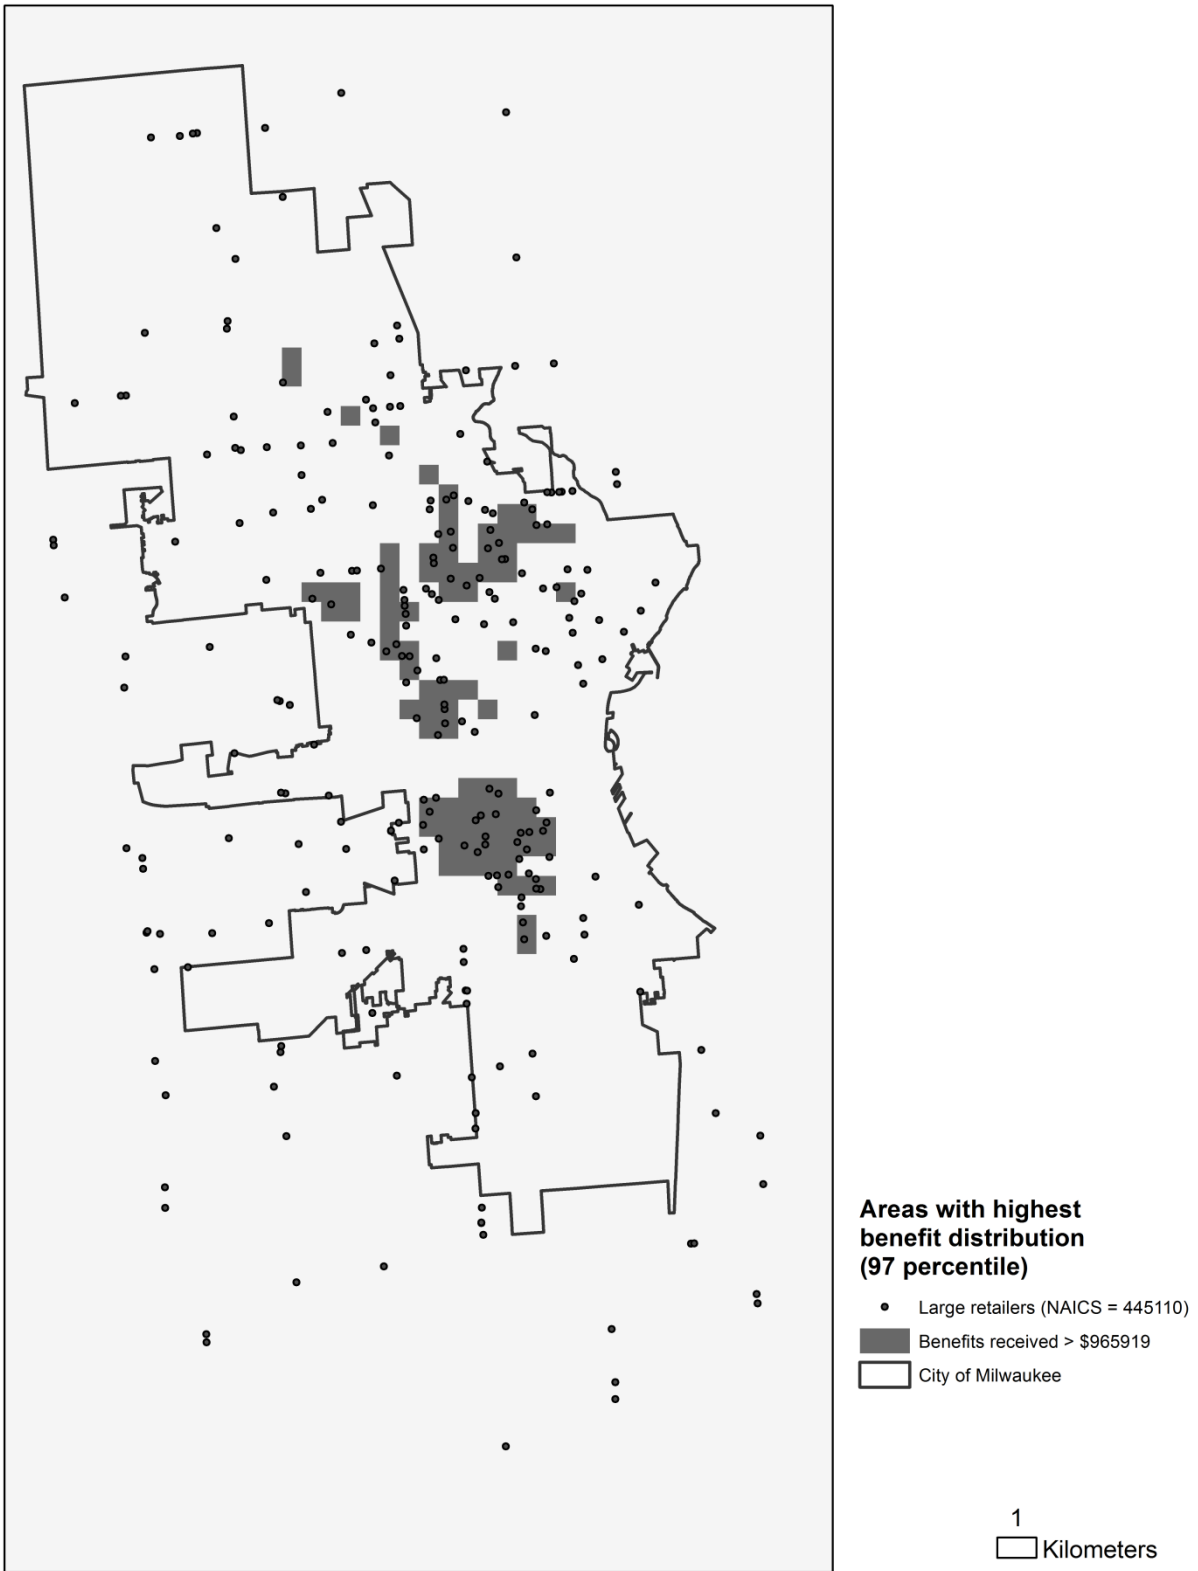 Areas with highest
benefit distribution
(97 percentile)
Large retailers (NAICS = 445110)
Benefits received > $965919
City of Milwaukee
1
Kilometers